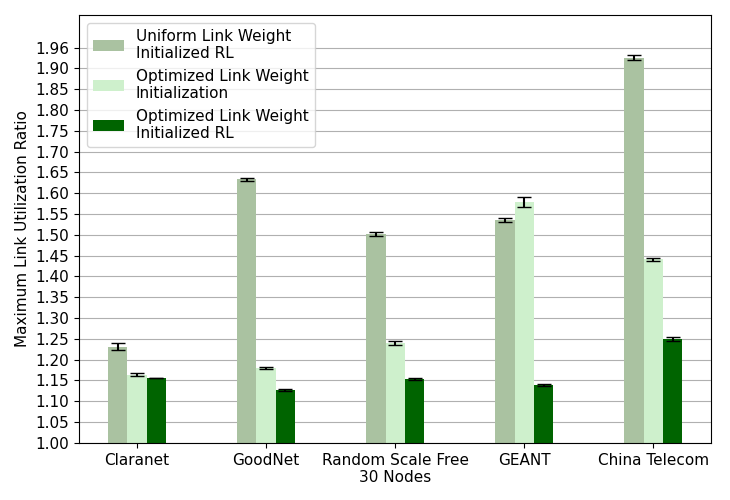 Uniform Link Weight
Initialized RL
Optimized Link Weight
Initialization
Optimized Link Weight
Initialized RL
Maximum Link Utilization Ratio
1.96
1.90
1.85
1.80
1.75
1.70
1.65
1.60
1.55
1.50
1.45
1.40
1.35
1.30
1.25
1.20
1.15
1.10
1.05
1.00
Claranet
GoodNet
Random Scale Free
30 Nodes
GEANT
China Telecom